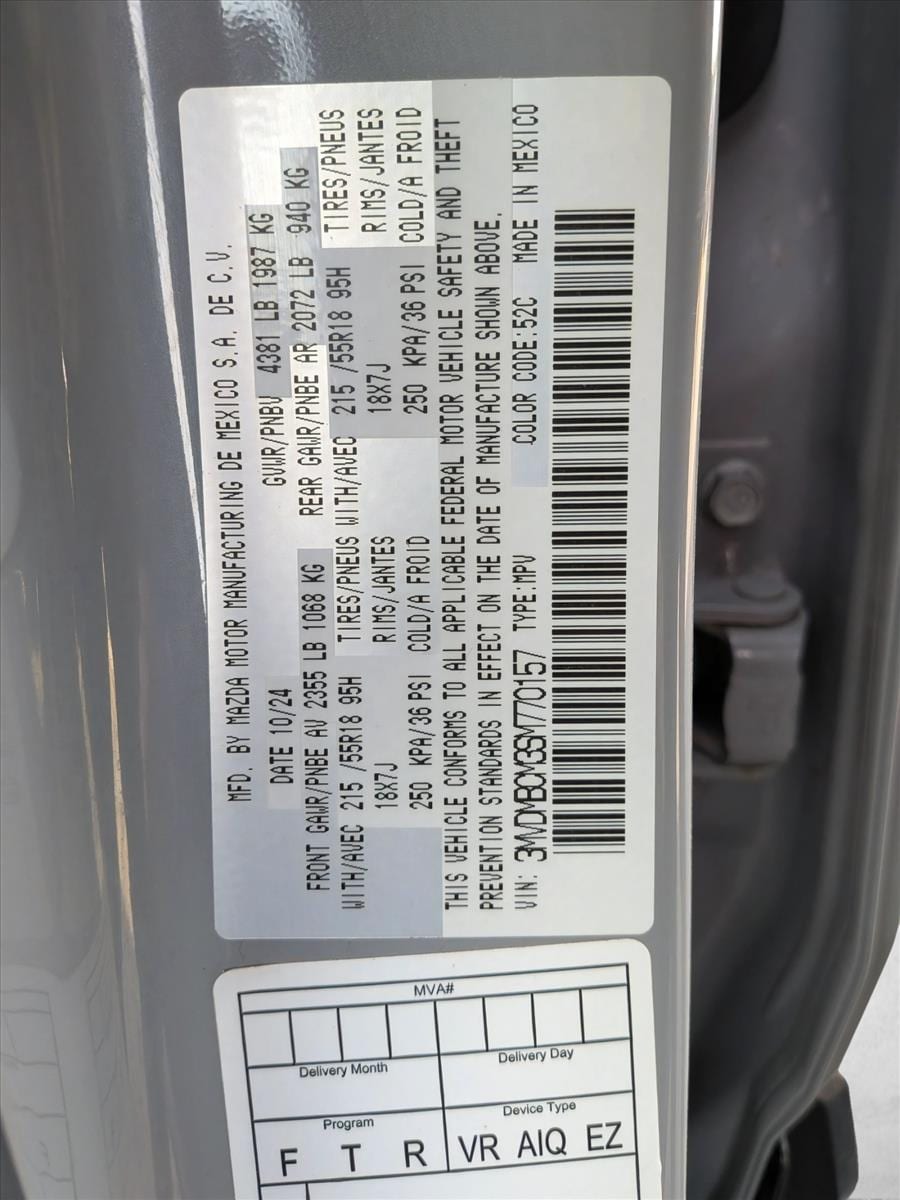 MFD. BY MAZDA MOTOR MANUFACTURING DE MEXICO S.A. DE C.V.
DATE 10/24 GVWR/PNBV 4381 LB 1987 KG
FRONT GAWR/PNBE AV 2355 LB 1068 KG REAR GAWR/PNBE AR 2072 LB 940 KG
WITH/AVEC 215 /55R18 95H TIRES/PNEUS WITH/AVEC 215 /55R18 95H TIRES/PNEUS
18X7J RIMS/JANTES 18X7J RIMS/JANTES
250 KPA/36 PSI COLD/A FROID 250 KPA/36 PSI COLD/A FROID
THIS VEHICLE CONFORMS TO ALL APPLICABLE FEDERAL MOTOR VEHICLE SAFETY AND THEFT
PREVENTION STANDARDS IN EFFECT ON THE DATE OF MANUFACTURE SHOWN ABOVE.
VIN: 3MVDMBCM3SM770157 TYPE:MPV COLOR CODE:52C MADE IN MEXICO
MVA#
Delivery Month Delivery Day
Program Device Type
F T R VR AIQ EZ